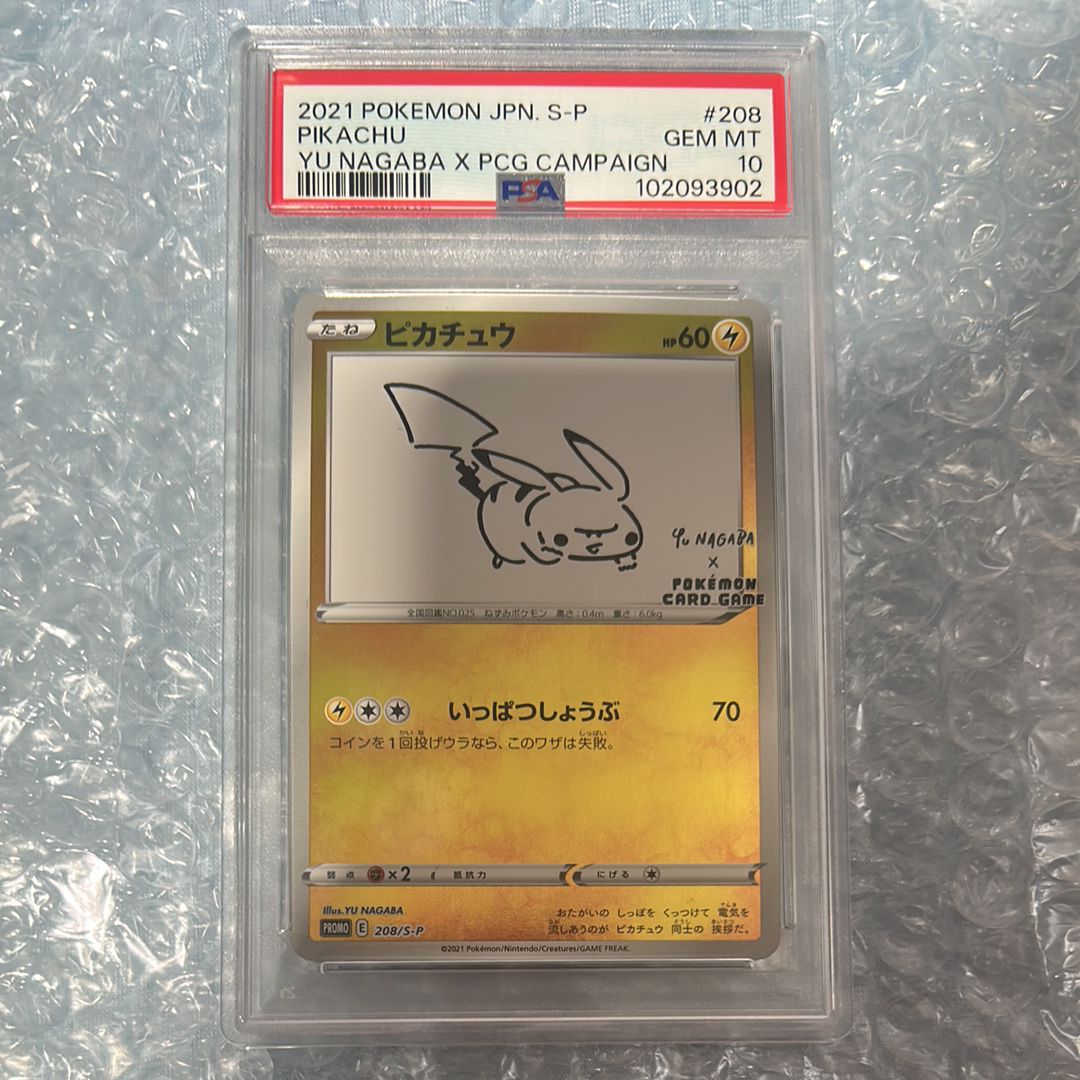 2021 POKEMON JPN. S-P #208
PIKACHU GEM MT
YU NAGABA X PCG CAMPAIGN 10
PSA 102093902
たね ピカチュウ HP60
YU NAGABA
×
POKÉMON
CARD GAME
全国図鑑NO.025 ねずみポケモン 高さ:0.4m 重さ:6.0kg
いっぱつしょうぶ 70
コインを1回投げウラなら、このワザは失敗。
弱点 ×2 抵抗力 にげる
Illus. YU NAGABA
PROMO E 208/S-P
おたがいの しっぽを くっつけて 電気を
流しあうのが ピカチュウ 同士の 挨拶だ。
©2021 Pokémon/Nintendo/Creatures/GAME FREAK.